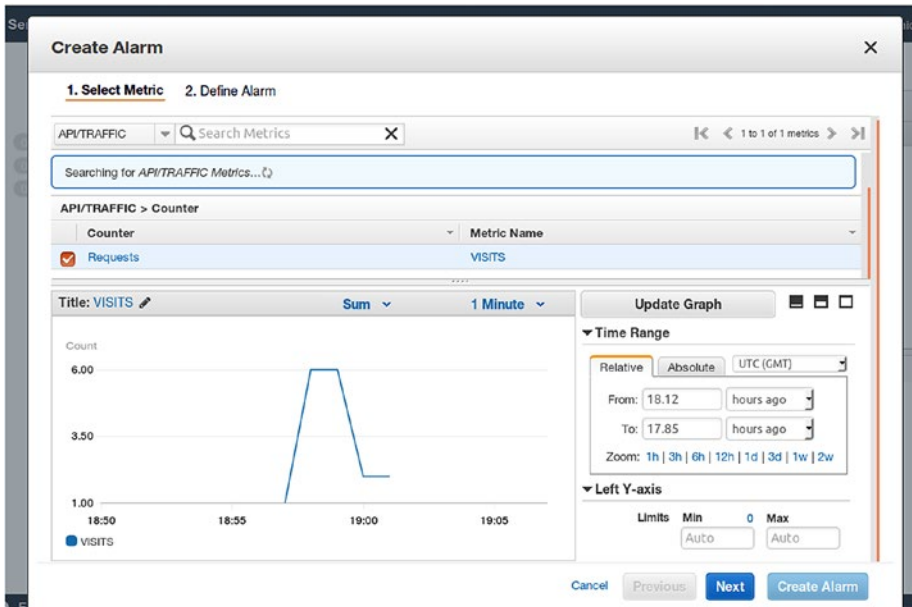 Se
Create Alarm
1. Select Metric 2. Define Alarm
API/TRAFFIC Search Metrics 1 to 1 of 1 metrics
Searching for API/TRAFFIC Metrics...
API/TRAFFIC > Counter
Counter Metric Name
Requests VISITS
Title: VISITS Sum 1 Minute Update Graph
Time Range
Relative Absolute UTC (GMT)
From: 18.12 hours ago
To: 17.85 hours ago
Zoom: 1h | 3h | 6h | 12h | 1d | 3d | 1w | 2w
Left Y-axis
Limits Min 0 Max
Auto Auto
Count
6.00
3.50
1.00
18:50 18:55 19:00 19:05
VISITS
Cancel Previous Next Create Alarm